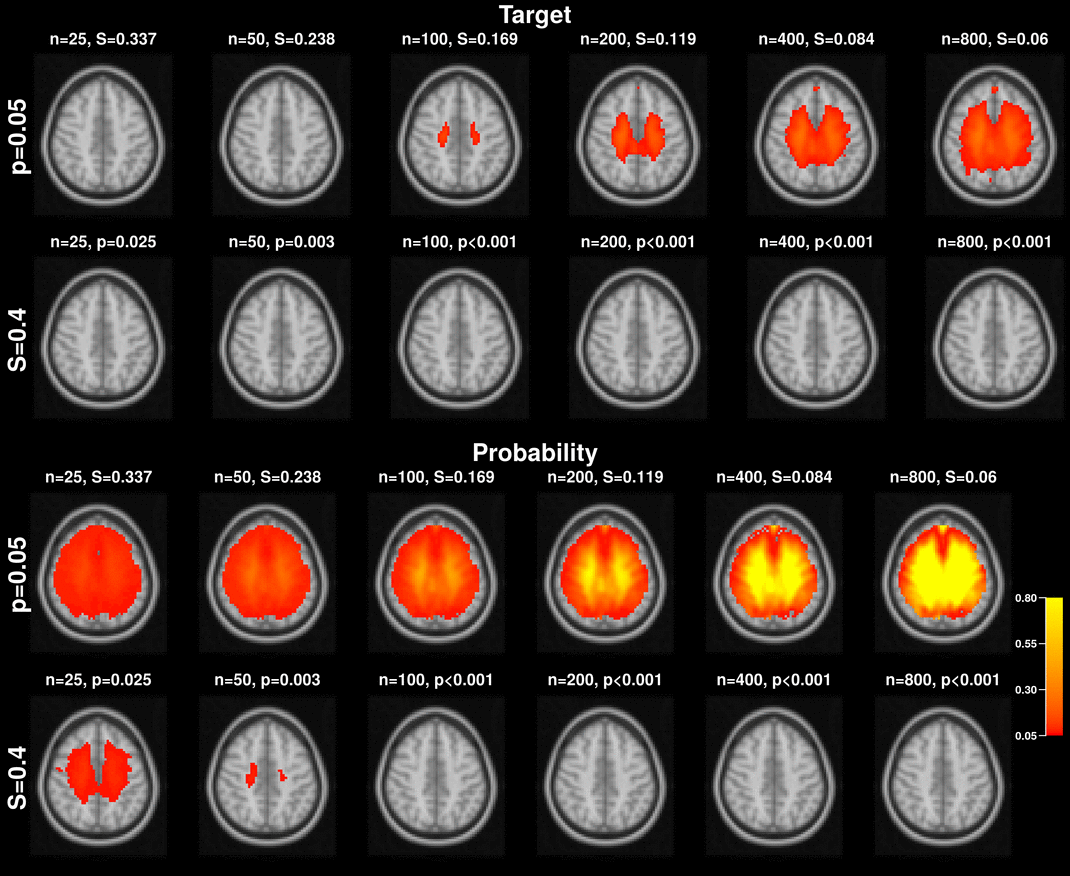 Target
n=25, S=0.337 n=50, S=0.238 n=100, S=0.169 n=200, S=0.119 n=400, S=0.084 n=800, S=0.06
p=0.05
n=25, p=0.025 n=50, p=0.003 n=100, p<0.001 n=200, p<0.001 n=400, p<0.001 n=800, p<0.001
S=0.4
Probability
n=25, S=0.337 n=50, S=0.238 n=100, S=0.169 n=200, S=0.119 n=400, S=0.084 n=800, S=0.06
p=0.05
0.80
0.55
0.30
0.05
n=25, p=0.025 n=50, p=0.003 n=100, p<0.001 n=200, p<0.001 n=400, p<0.001 n=800, p<0.001
S=0.4